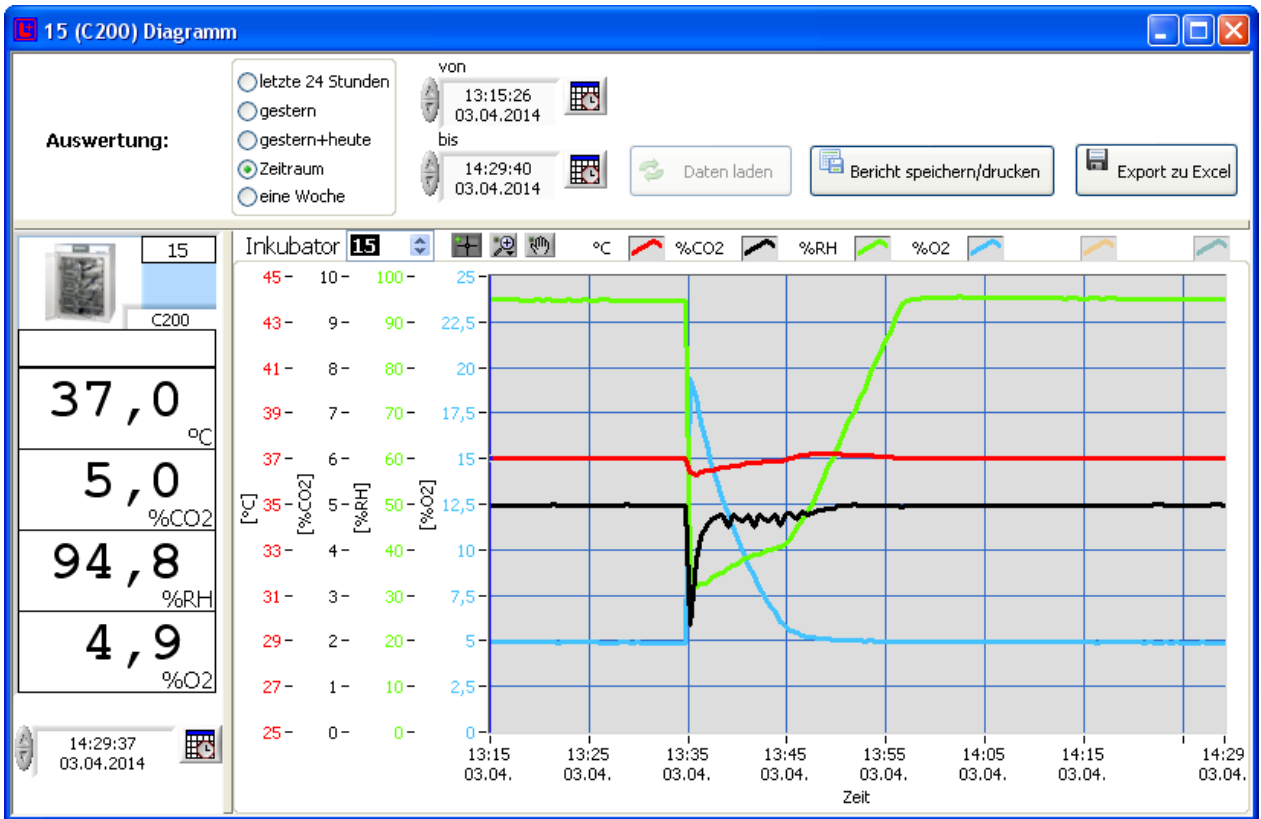 15 (C200) Diagramm
Auswertung:
letzte 24 Stunden
gestern
gestern+heute
Zeitraum
eine Woche
von
13:15:26
03.04.2014
bis
14:29:40
03.04.2014
Daten laden
Bericht speichern/drucken
Export zu Excel
15
C200
37,0
°C
5,0
%CO2
94,8
%RH
4,9
%O2
14:29:37
03.04.2014
Inkubator 15
°C %CO2 %RH %O2
45 10 100 25
43 9 90 22,5
41 8 80 20
39 7 70 17,5
37 6 60 15
35 5 50 12,5
33 4 40 10
31 3 30 7,5
29 2 20 5
27 1 10 2,5
25 0 0 0
[°C] [%CO2] [%RH] [%O2]
13:15 13:25 13:35 13:45 13:55 14:05 14:15 14:29
03.04. 03.04. 03.04. 03.04. 03.04. 03.04. 03.04. 03.04.
Zeit